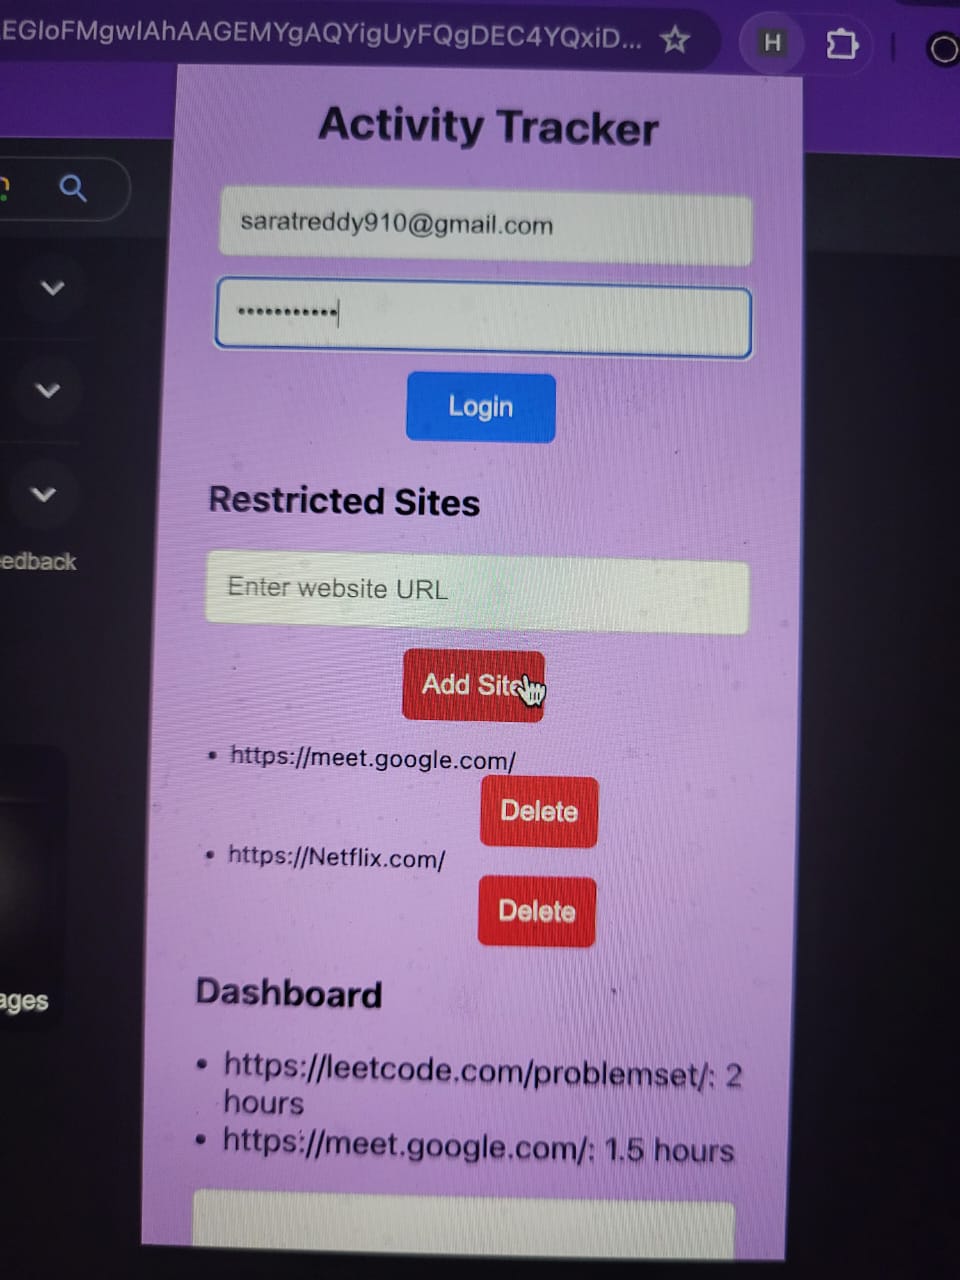 EGIoFMgwIAhAAGEMYgAQYigUyFQgDEC4YQxiD...
H
Activity Tracker
saratreddy910@gmail.com
•••••••••••
Login
Restricted Sites
Enter website URL
Add Site
• https://meet.google.com/
Delete
• https://Netflix.com/
Delete
Dashboard
• https://leetcode.com/problemset/: 2
hours
• https://meet.google.com/: 1.5 hours
edback
ages